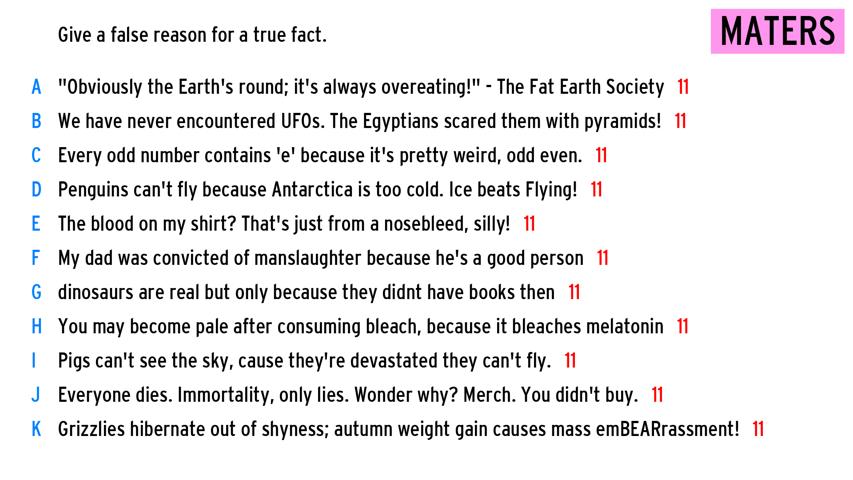 Give a false reason for a true fact.
MATERS
A "Obviously the Earth's round; it's always overeating!" - The Fat Earth Society 11
B We have never encountered UFOs. The Egyptians scared them with pyramids! 11
C Every odd number contains 'e' because it's pretty weird, odd even. 11
D Penguins can't fly because Antarctica is too cold. Ice beats Flying! 11
E The blood on my shirt? That's just from a nosebleed, silly! 11
F My dad was convicted of manslaughter because he's a good person 11
G dinosaurs are real but only because they didnt have books then 11
H You may become pale after consuming bleach, because it bleaches melatonin 11
I Pigs can't see the sky, cause they're devastated they can't fly. 11
J Everyone dies. Immortality, only lies. Wonder why? Merch. You didn't buy. 11
K Grizzlies hibernate out of shyness; autumn weight gain causes mass emBEARrassment! 11